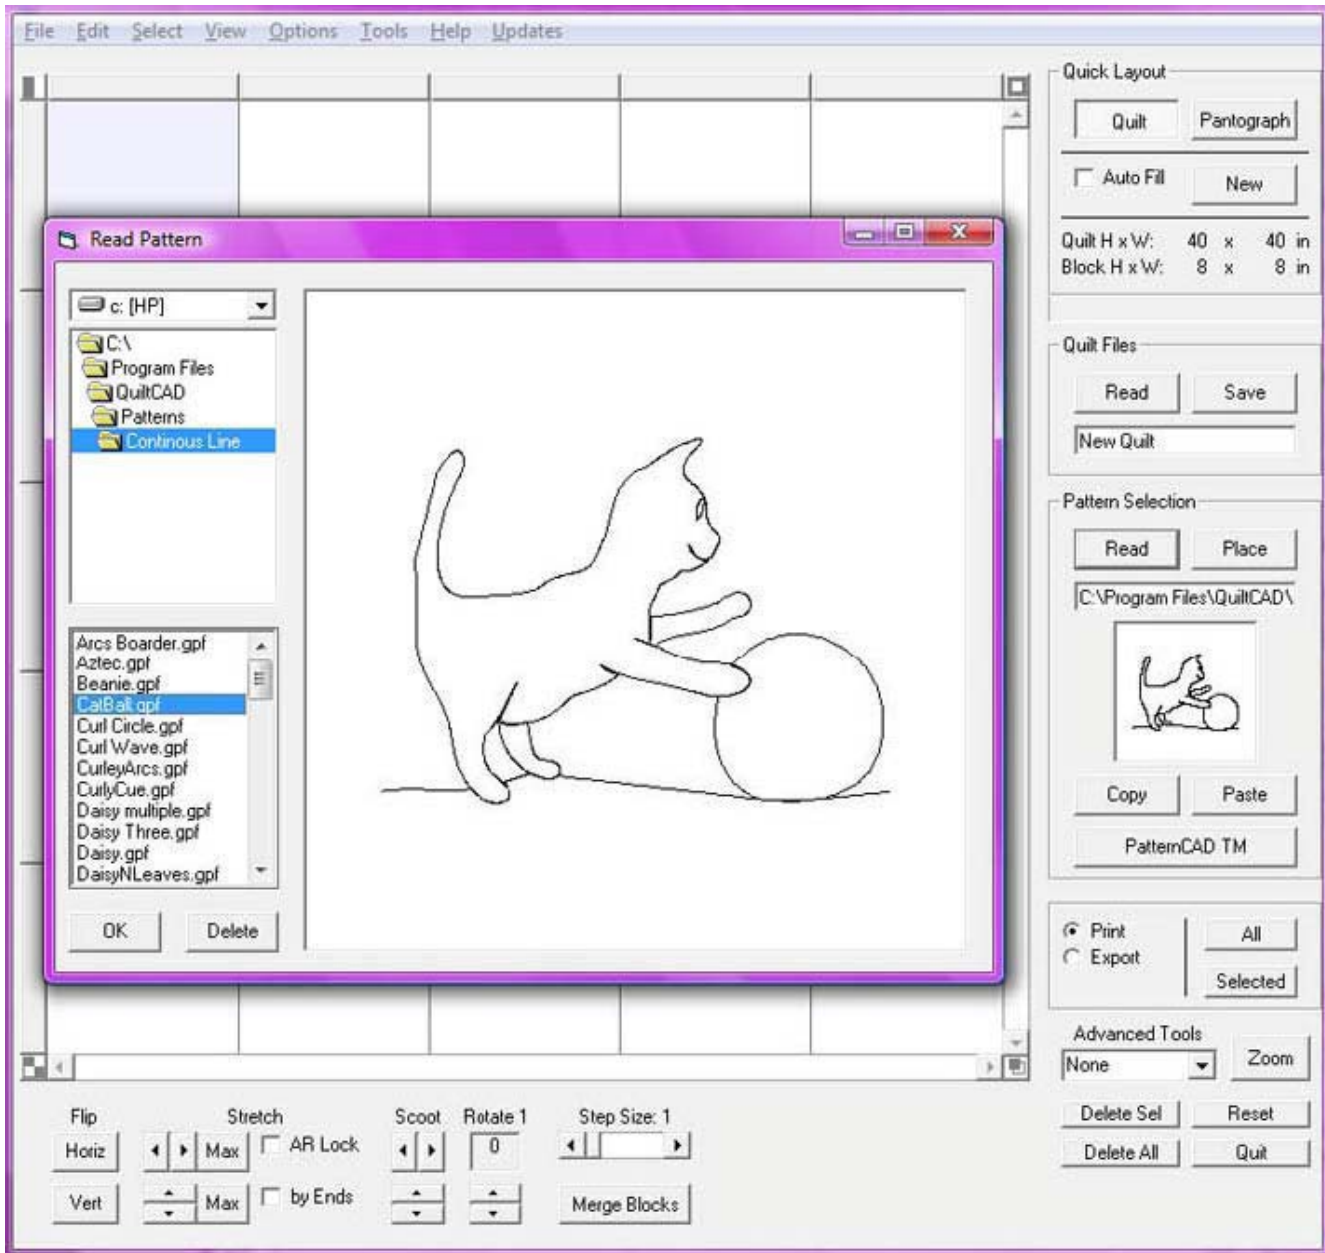 File Edit Select View Options Tools Help Updates
Quick Layout
Quilt Pantograph
Auto Fill New
Quilt H x W: 40 x 40 in
Block H x W: 8 x 8 in
Read Pattern
c: [HP]
C:\
Program Files
QuiltCAD
Patterns
Continous Line
Arcs Boarder.gpf
Aztec.gpf
Beanie.gpf
CatBall.gpf
Curl Circle.gpf
Curl Wave.gpf
CurleyArcs.gpf
CurlyCue.gpf
Daisy multiple.gpf
Daisy Three.gpf
Daisy.gpf
DaisyNLeaves.gpf
OK Delete
Quilt Files
Read Save
New Quilt
Pattern Selection
Read Place
C:\Program Files\QuiltCAD\
Copy Paste
PatternCAD TM
Print All
Export
Selected
Advanced Tools
None Zoom
Delete Sel Reset
Delete All Quit
Flip Stretch Scoot Rotate 1 Step Size: 1
Horiz Max AR Lock 0
Vert Max by Ends Merge Blocks